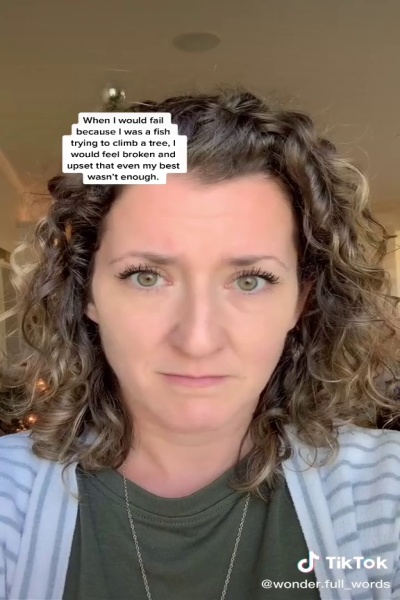 When I would fail
because I was a fish
trying to climb a tree, I
would feel broken and
upset that even my best
wasn't enough.
TikTok
@wonder.full_words